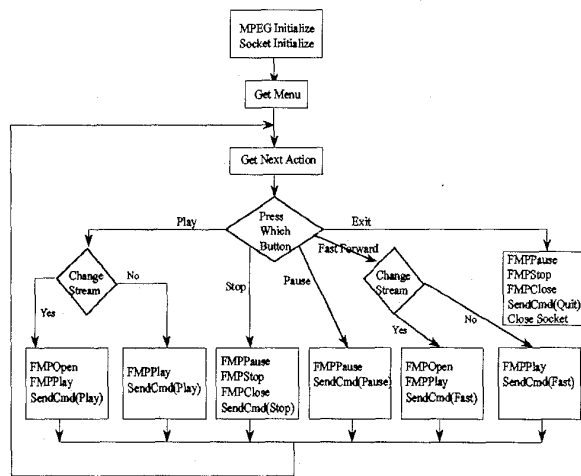 MPEG Initialize
Socket Initialize
Get Menu
Get Next Action
Press
Which
Button
Play
Exit
Fast Forward
Stop
Pause
Change
Stream
Yes
No
Change
Stream
Yes
No
FMPPause
FMPStop
FMPClose
SendCmd(Quit)
Close Socket
FMPOpen
FMPPlay
SendCmd(Play)
FMPPlay
SendCmd(Play)
FMPPause
FMPStop
FMPClose
SendCmd(Stop)
FMPPause
SendCmd(Pause)
FMPOpen
FMPPlay
SendCmd(Fast)
FMPPlay
SendCmd(Fast)